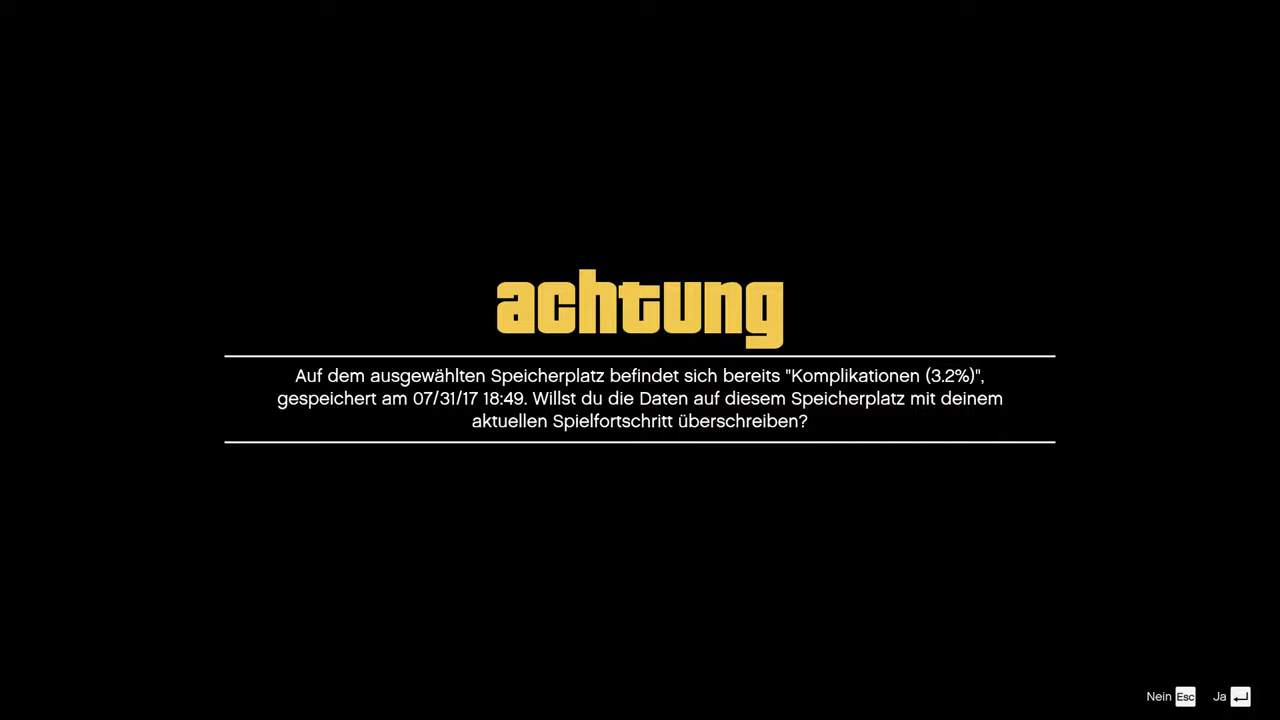 achtung
Auf dem ausgewählten Speicherplatz befindet sich bereits "Komplikationen (3.2%)",
gespeichert am 07/31/17 18:49. Willst du die Daten auf diesem Speicherplatz mit deinem
aktuellen Spielfortschritt überschreiben?
Nein Esc Ja